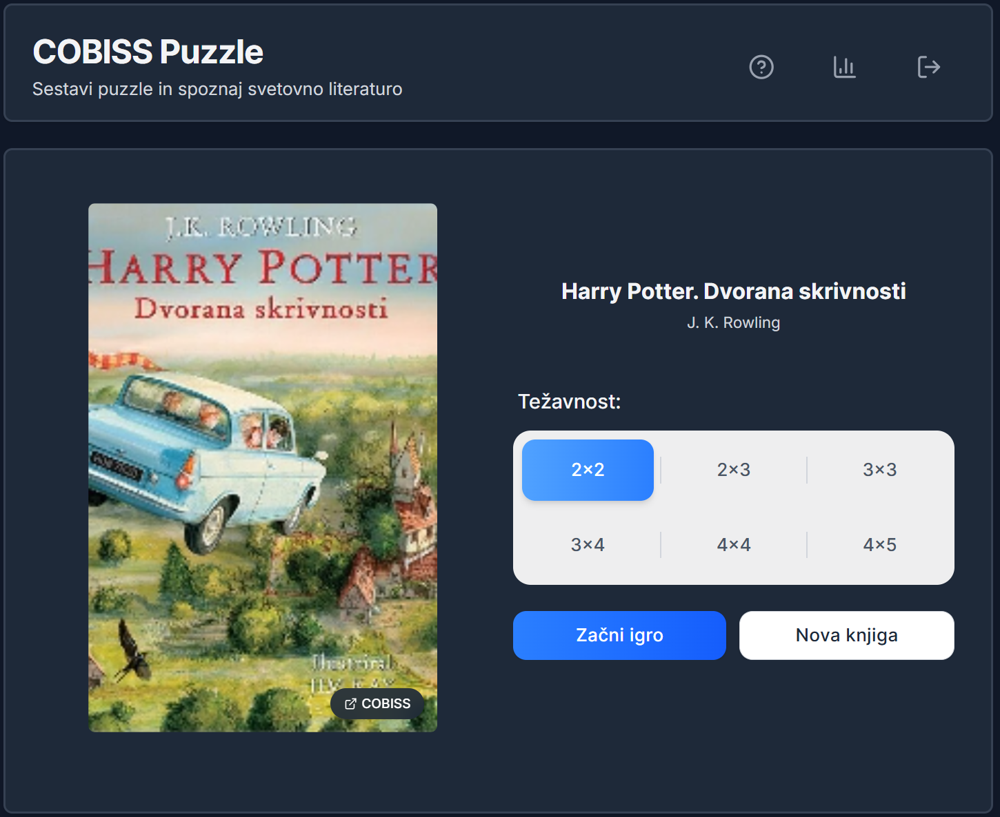 COBISS Puzzle
Sestavi puzzle in spoznaj svetovno literaturo
J.K. ROWLING
HARRY POTTER
Dvorana skrivnosti
Ilustriral
COBISS
Harry Potter. Dvorana skrivnosti
J. K. Rowling
Težavnost:
2×2 2×3 3×3
3×4 4×4 4×5
Začni igro Nova knjiga